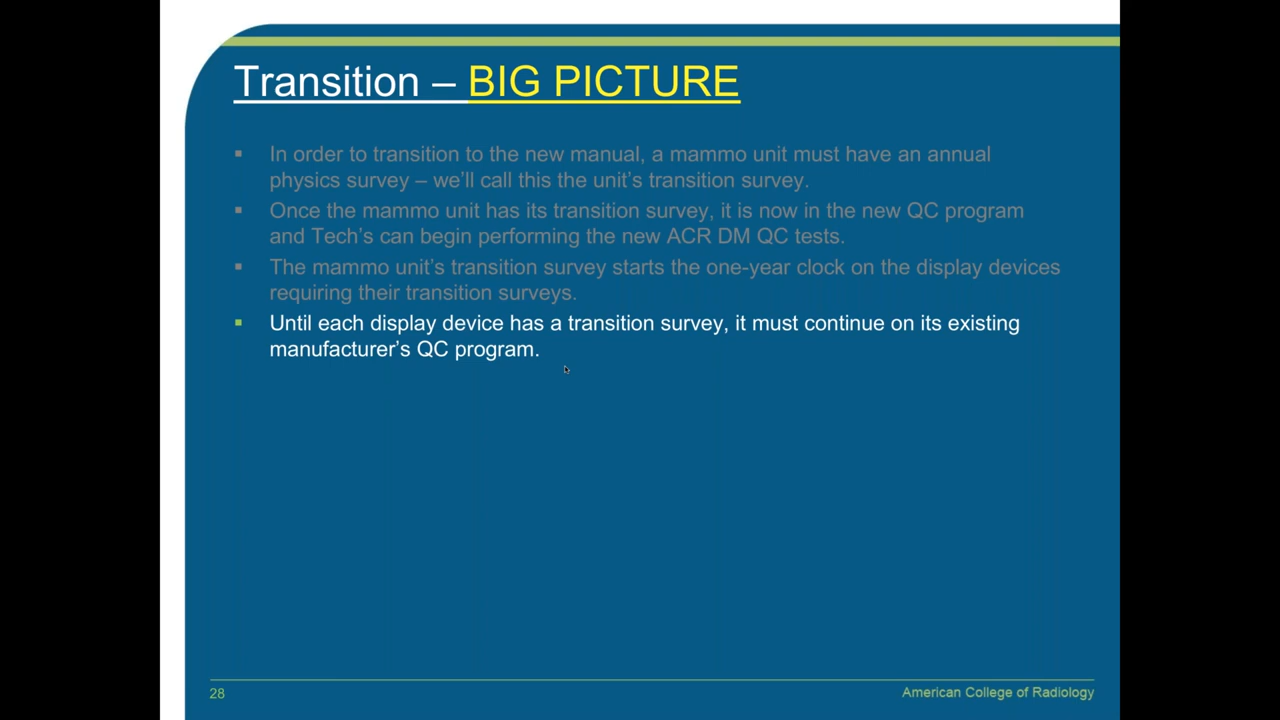 Transition – BIG PICTURE
In order to transition to the new manual, a mammo unit must have an annual
physics survey – we’ll call this the unit’s transition survey.
Once the mammo unit has its transition survey, it is now in the new QC program
and Tech’s can begin performing the new ACR DM QC tests.
The mammo unit’s transition survey starts the one-year clock on the display devices
requiring their transition surveys.
Until each display device has a transition survey, it must continue on its existing
manufacturer’s QC program.
28
American College of Radiology